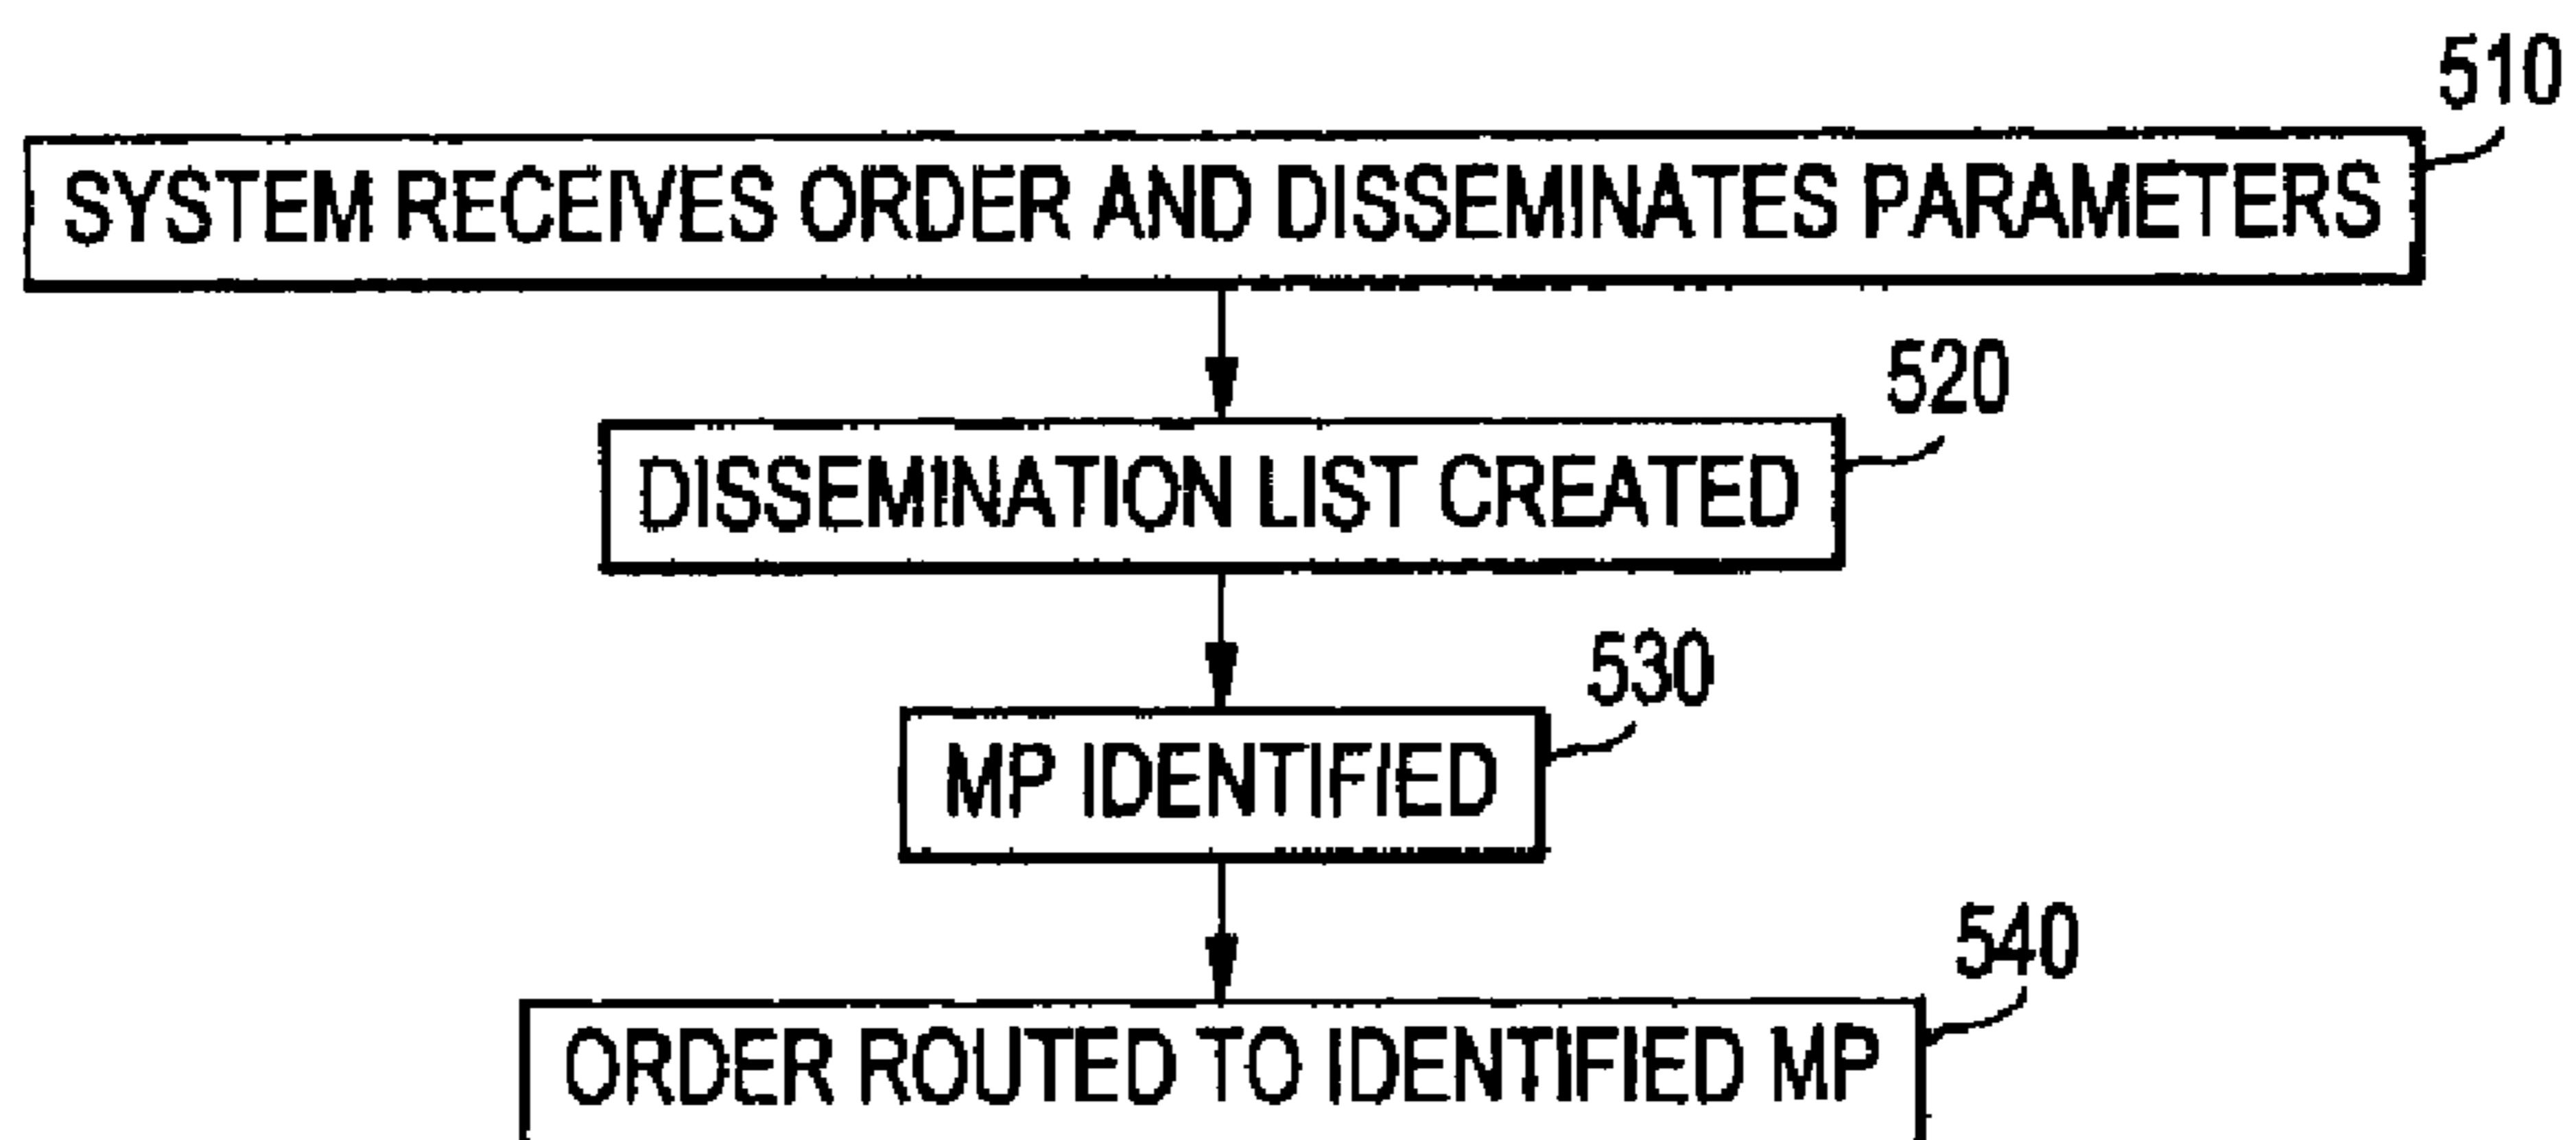 510
SYSTEM RECEIVES ORDER AND DISSEMINATES PARAMETERS
520
DISSEMINATION LIST CREATED
530
MP IDENTIFIED
540
ORDER ROUTED TO IDENTIFIED MP